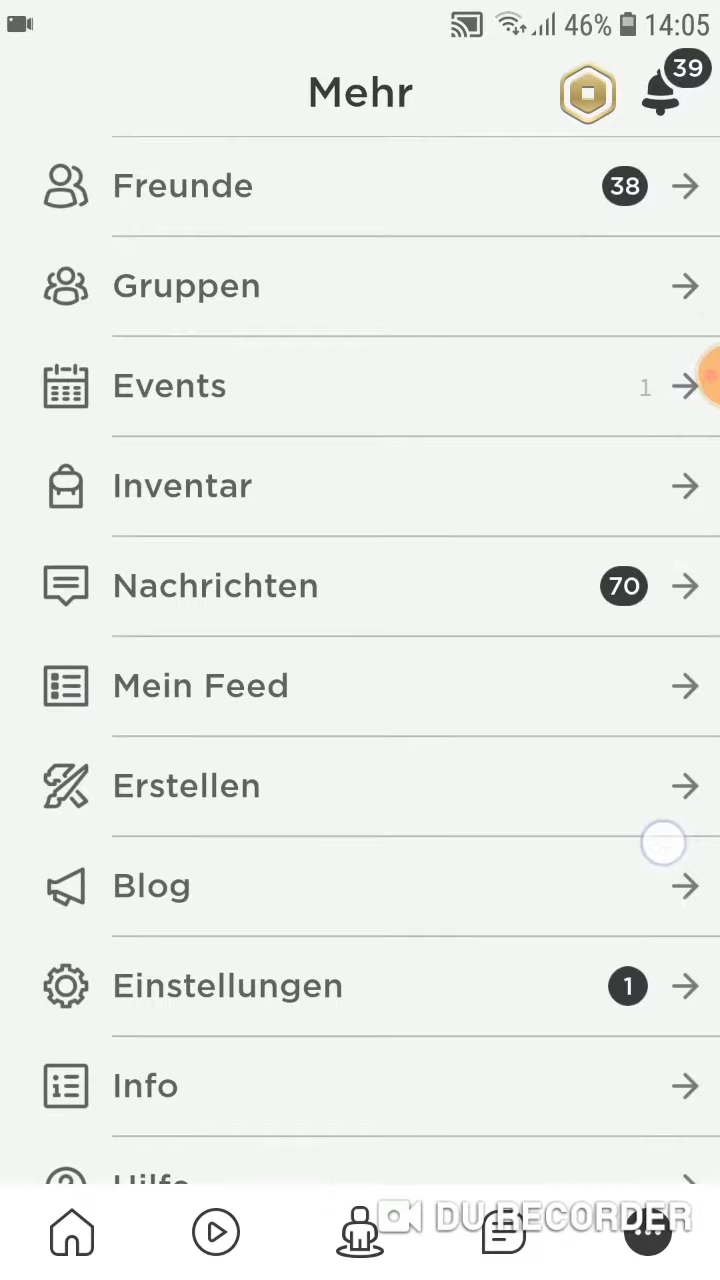 46% 14:05
Mehr 39
Freunde 38
Gruppen
Events 1
Inventar
Nachrichten 70
Mein Feed
Erstellen
Blog
Einstellungen 1
Info
Hilfe
DU RECORDER